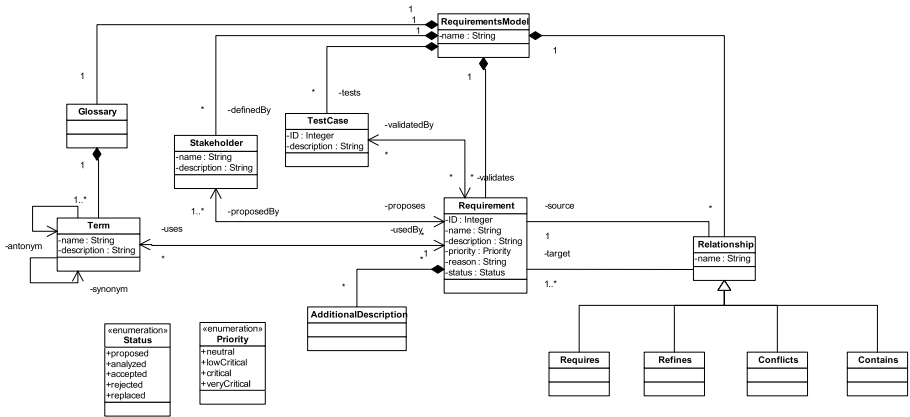 RequirementsModel
-name : String
1
1
1
1
1
1
*
-definedBy
*
-tests
Glossary
1
Stakeholder
-name : String
-description : String
TestCase
-ID : Integer
-description : String
-validatedBy
*
*
*
-validates
1..*
-proposedBy
-proposes
1..*
Term
-name : String
-description : String
-antonym
-synonym
-uses
*
-usedBy
*
Requirement
-ID : Integer
-name : String
-description : String
-priority : Priority
-reason : String
-status : Status
-source
1
*
-target
1..*
Relationship
-name : String
1
*
*
AdditionalDescription
«enumeration»
Status
+proposed
+analyzed
+accepted
+rejected
+replaced
«enumeration»
Priority
+neutral
+lowCritical
+critical
+veryCritical
Requires
Refines
Conflicts
Contains